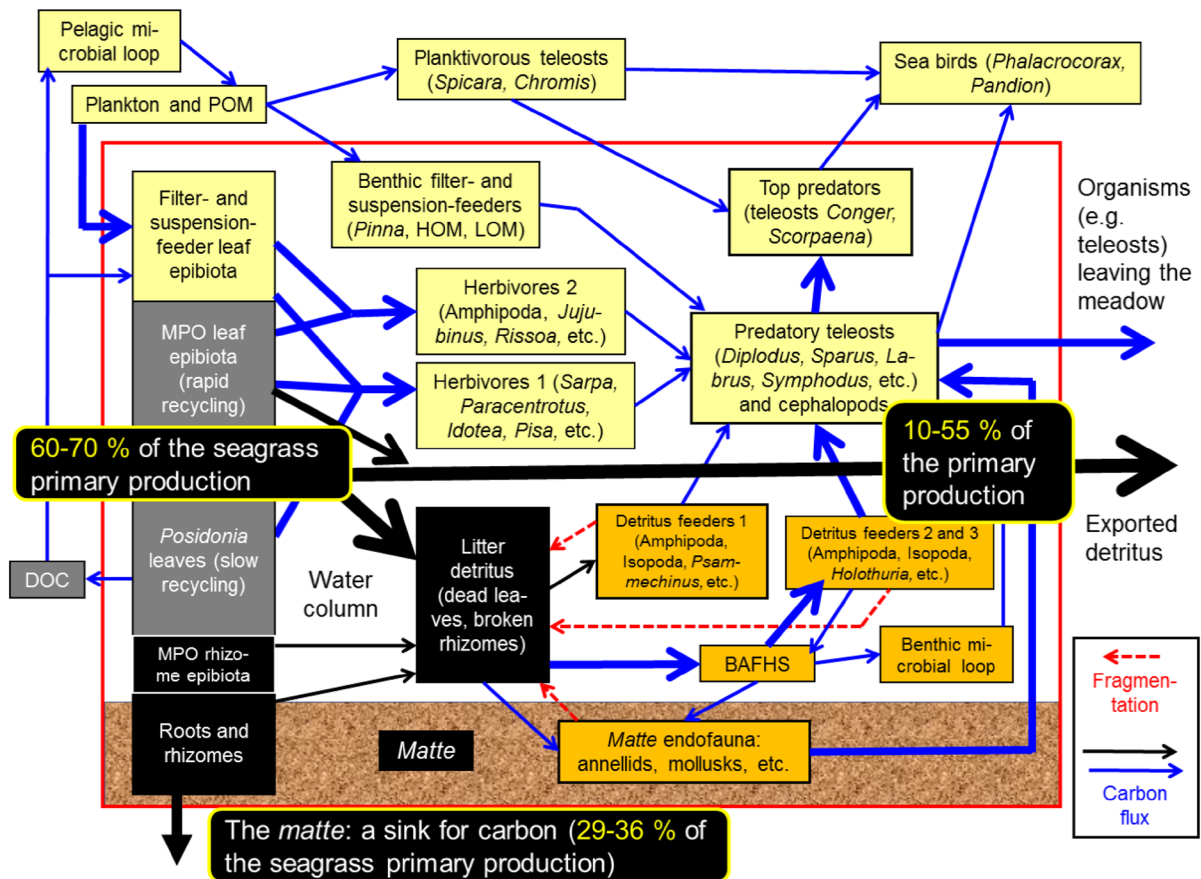 Pelagic mi-
crobial loop
Planktivorous teleosts
(Spicara, Chromis)
Sea birds (Phalacrocorax,
Pandion)
Plankton and POM
Filter- and
suspension-
feeder leaf
epibiota
Benthic filter- and
suspension-feeders
(Pinna, HOM, LOM)
Top predators
(teleosts Conger,
Scorpaena)
Organisms
(e.g.
teleosts)
leaving the
meadow
MPO leaf
epibiota
(rapid
recycling)
Herbivores 2
(Amphipoda, Juju-
binus, Rissoa, etc.)
Predatory teleosts
(Diplodus, Sparus, La-
brus, Symphodus, etc.)
and cephalopods
Herbivores 1 (Sarpa,
Paracentrotus,
Idotea, Pisa, etc.)
60-70 % of the seagrass
primary production
10-55 % of
the primary
production
Posidonia
leaves (slow
recycling)
DOC
Water
column
Litter
detritus
(dead lea-
ves, broken
rhizomes)
Detritus feeders 1
(Amphipoda,
Isopoda, Psam-
mechinus, etc.)
Detritus feeders 2 and 3
(Amphipoda, Isopoda,
Holothuria, etc.)
Exported
detritus
MPO rhizo-
me epibiota
BAFHS
Benthic mi-
crobial loop
Fragmen-
tation
Carbon
flux
Roots and
rhizomes
Matte
Matte endofauna:
annellids, mollusks, etc.
The matte: a sink for carbon (29-36 % of
the seagrass primary production)